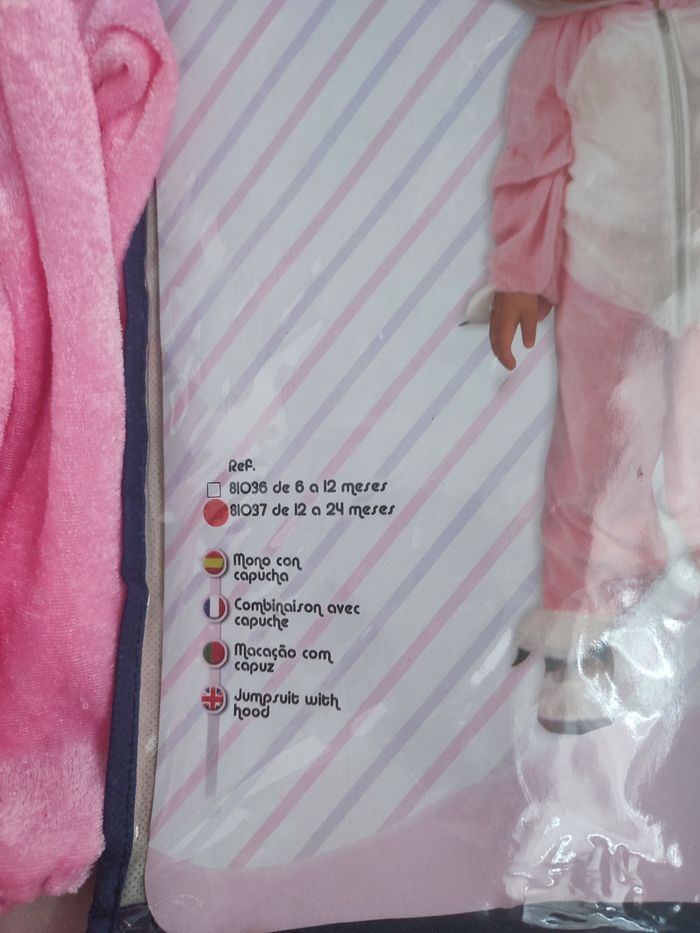 Ref.
81036 de 6 a 12 meses
81037 de 12 a 24 meses
Mono con
capucha
Combinaison avec
capuche
Macacão com
capuz
Jumpsuit with
hood